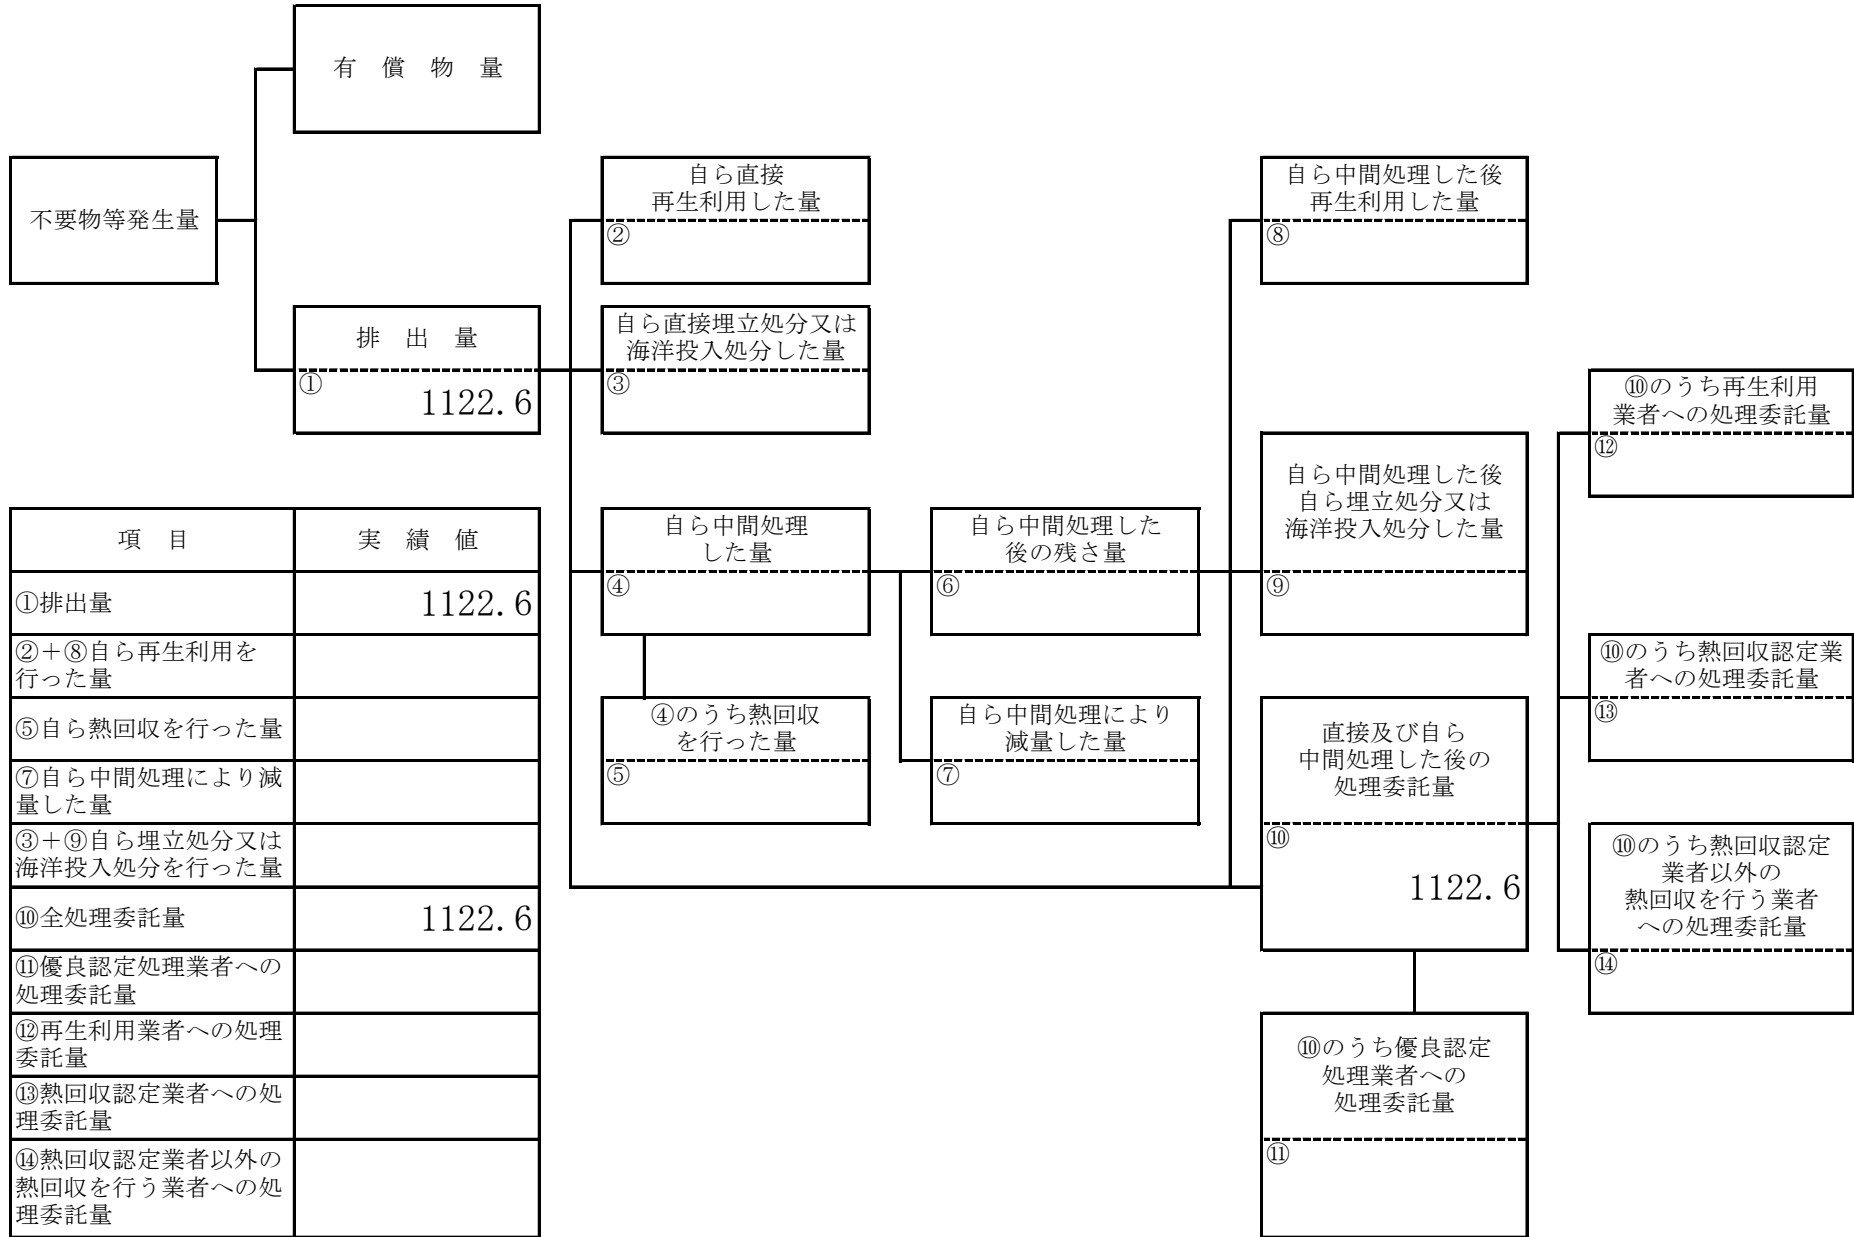 有　償　物　量
不要物等発生量
排　出　量
①
1122.6
自ら直接
再生利用した量
②
自ら直接埋立処分又は
海洋投入処分した量
③
自ら中間処理
した量
④
④のうち熱回収
を行った量
⑤
自ら中間処理した
後の残さ量
⑥
自ら中間処理により
減量した量
⑦
自ら中間処理した後
再生利用した量
⑧
自ら中間処理した後
自ら埋立処分又は
海洋投入処分した量
⑨
直接及び自ら
中間処理した後の
処理委託量
⑩
1122.6
⑩のうち優良認定
処理業者への
処理委託量
⑪
⑩のうち再生利用
業者への処理委託量
⑫
⑩のうち熱回収認定業
者への処理委託量
⑬
⑩のうち熱回収認定
業者以外の
熱回収を行う業者
への処理委託量
⑭
項　目　実　績　値
①排出量　1122.6
②＋⑧自ら再生利用を
行った量
⑤自ら熱回収を行った量
⑦自ら中間処理により減
量した量
③＋⑨自ら埋立処分又は
海洋投入処分を行った量
⑩全処理委託量　1122.6
⑪優良認定処理業者への
処理委託量
⑫再生利用業者への処理
委託量
⑬熱回収認定業者への処
理委託量
⑭熱回収認定業者以外の
熱回収を行う業者への処
理委託量